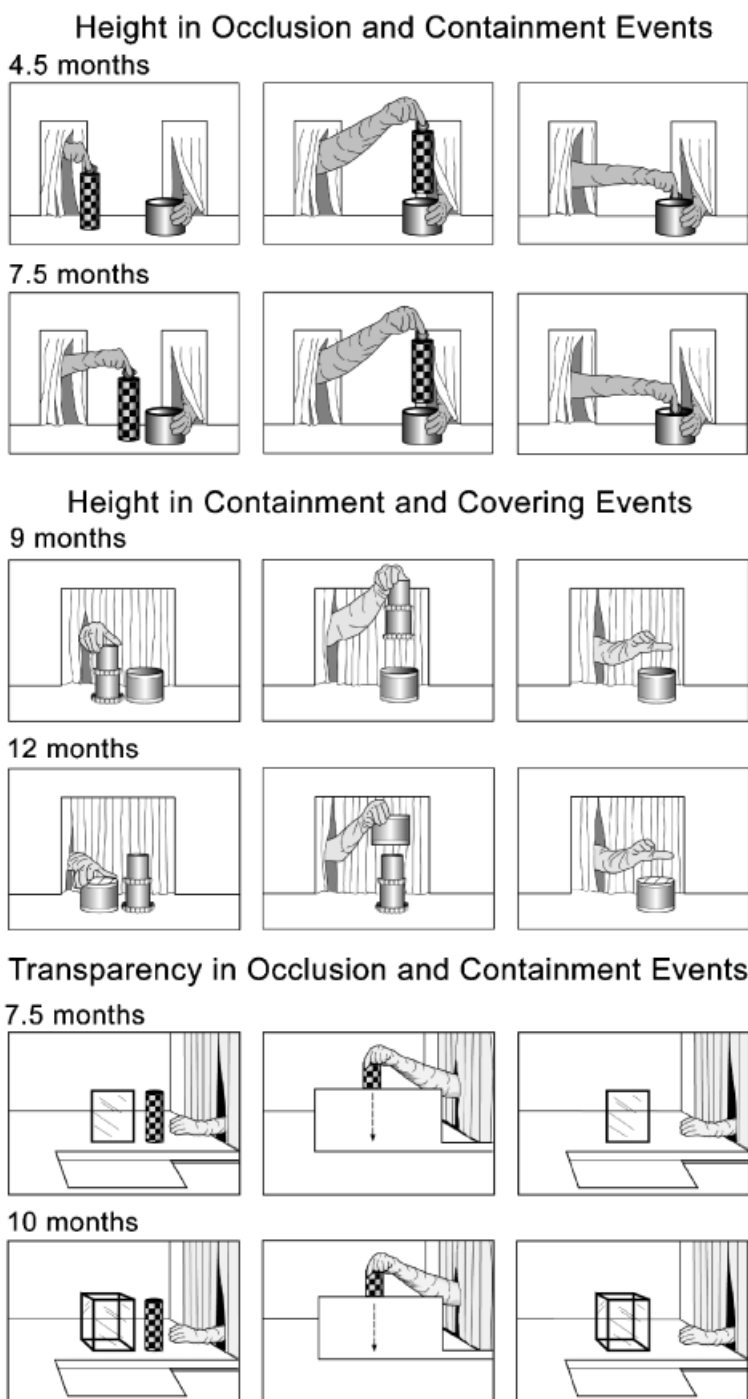 Height in Occlusion and Containment Events
4.5 months
7.5 months
Height in Containment and Covering Events
9 months
12 months
Transparency in Occlusion and Containment Events
7.5 months
10 months